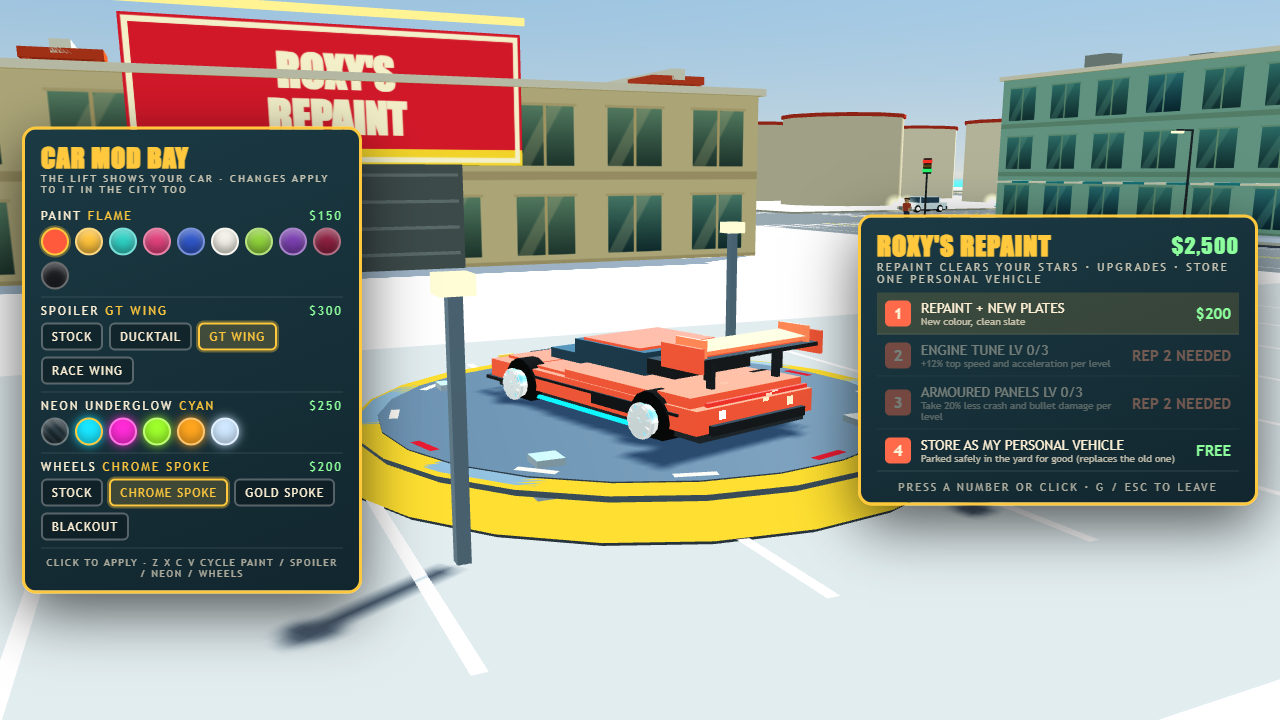 ROXY'S
REPAINT
CAR MOD BAY
THE LIFT SHOWS YOUR CAR - CHANGES APPLY
TO IT IN THE CITY TOO
PAINT FLAME $150
SPOILER GT WING $300
STOCK DUCKTAIL GT WING
RACE WING
NEON UNDERGLOW CYAN $250
WHEELS CHROME SPOKE $200
STOCK CHROME SPOKE GOLD SPOKE
BLACKOUT
CLICK TO APPLY - Z X C V CYCLE PAINT / SPOILER
/ NEON / WHEELS
ROXY'S REPAINT $2,500
REPAINT CLEARS YOUR STARS · UPGRADES · STORE
ONE PERSONAL VEHICLE
1 REPAINT + NEW PLATES $200
New colour, clean slate
2 ENGINE TUNE LV 0/3 REP 2 NEEDED
+12% top speed and acceleration per level
3 ARMOURED PANELS LV 0/3 REP 2 NEEDED
Take 20% less crash and bullet damage per
level
4 STORE AS MY PERSONAL VEHICLE FREE
Parked safely in the yard for good (replaces the old one)
PRESS A NUMBER OR CLICK · G / ESC TO LEAVE